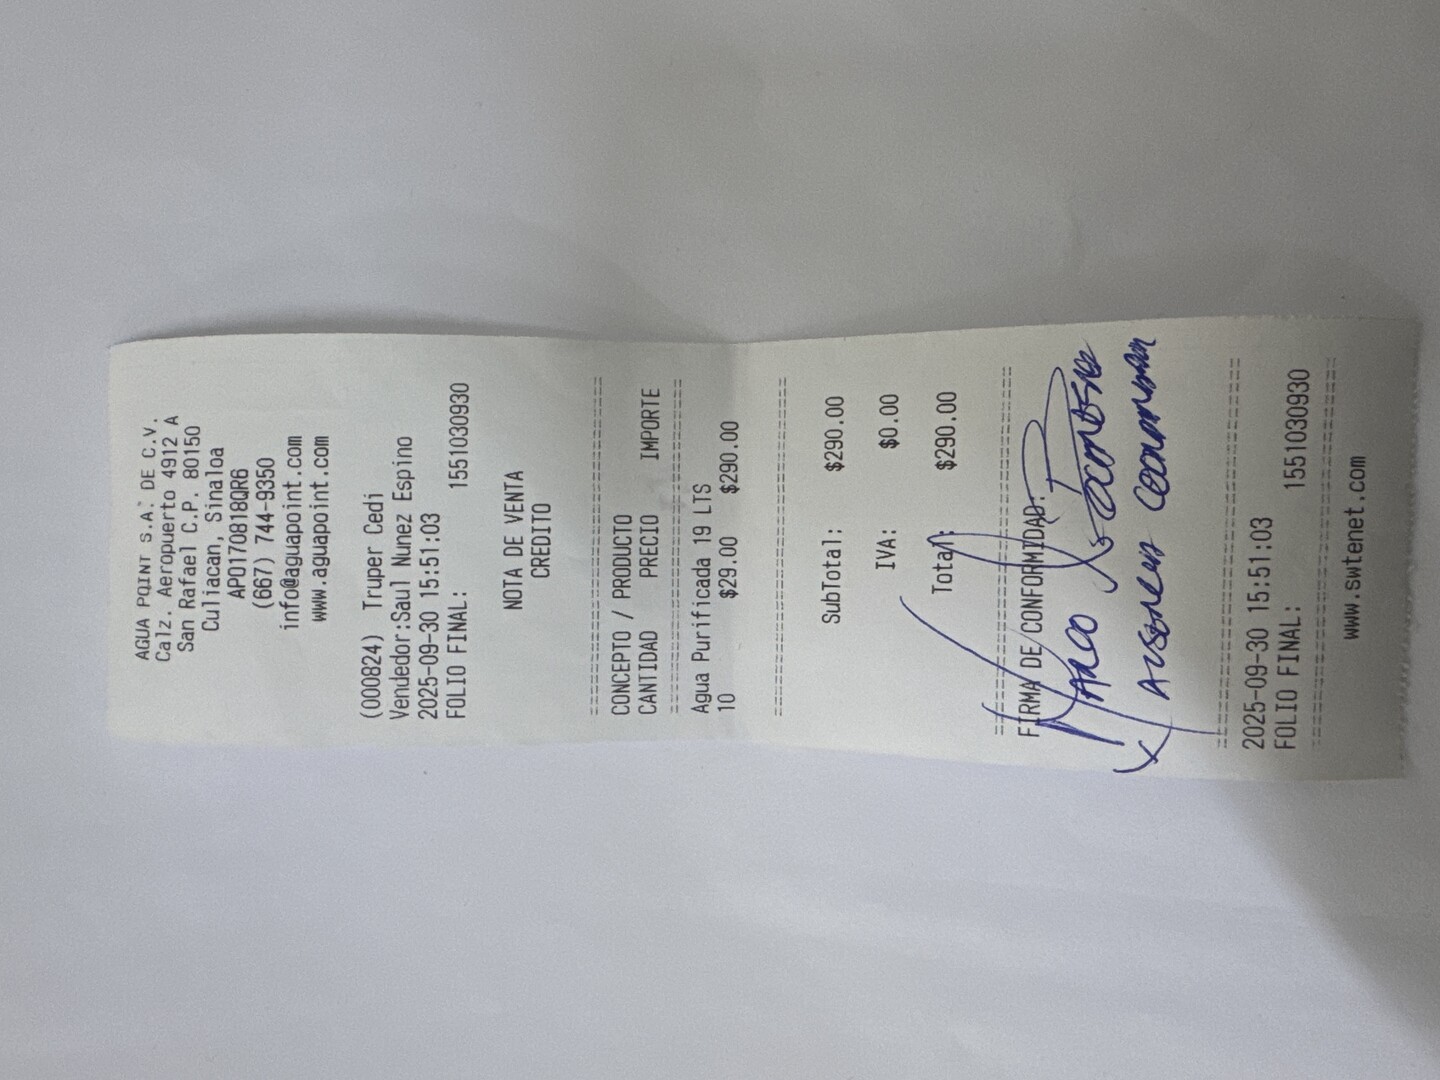 AGUA POINT S.A. DE C.V.
Calz. Aeropuerto 4912 A
San Rafael C.P. 80150
Culiacan, Sinaloa
APO170818QR6
(667) 744-9350
info@aguapoint.com
www.aguapoint.com
(000824) Truper Cedi
Vendedor:Saul Nunez Espino
2025-09-30 15:51:03
FOLIO FINAL: 1551030930
NOTA DE VENTA
CREDITO
CONCEPTO / PRODUCTO
CANTIDAD PRECIO IMPORTE
Agua Purificada 19 LTS
10 $29.00 $290.00
SubTotal: $290.00
IVA: $0.00
Total: $290.00
FIRMA DE CONFORMIDAD:
Marco
2025-09-30 15:51:03
FOLIO FINAL: 1551030930
www.swtenet.com